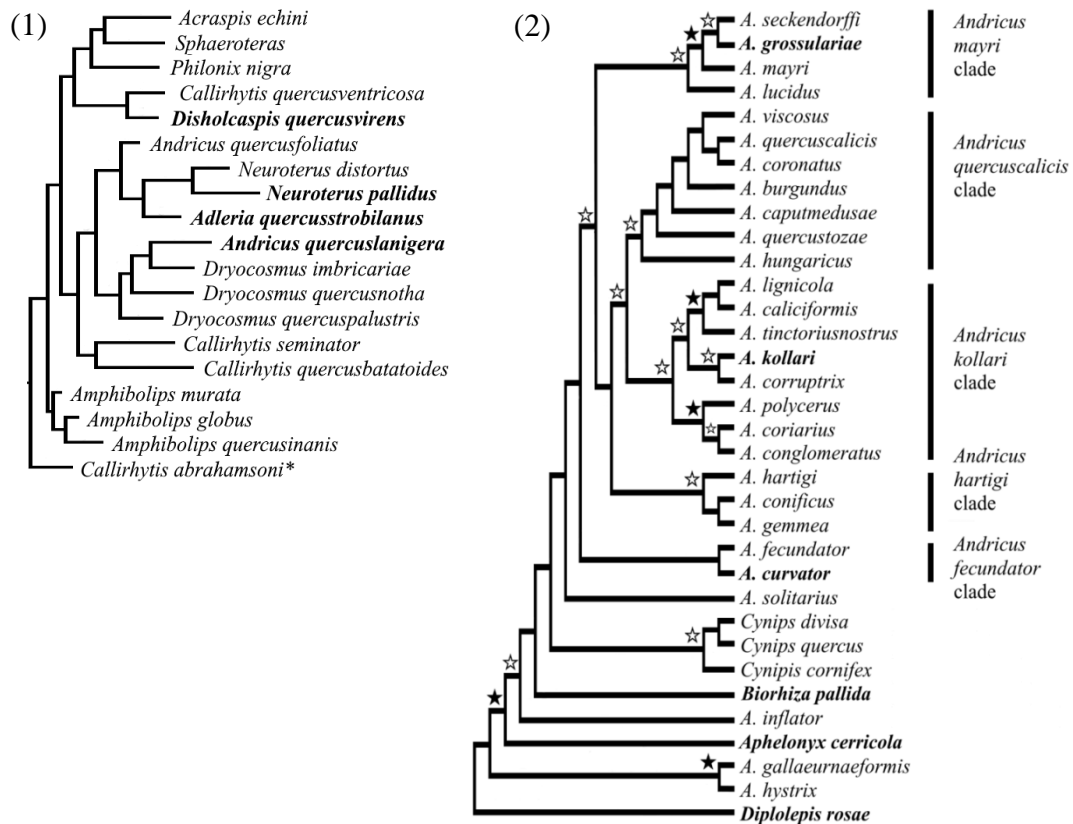 (1)
Acraspis echini
Sphaeroteras
Philonix nigra
Callirhytis quercusventricosa
Disholcaspis quercusvirens
Andricus quercusfoliatus
Neuroterus distortus
Neuroterus pallidus
Adleria quercusstrobilanus
Andricus quercuslanigera
Dryocosmus imbricariae
Dryocosmus quercusnotha
Dryocosmus quercuspalustris
Callirhytis seminator
Callirhytis quercusbatatoides
Amphibolips murata
Amphibolips globus
Amphibolips quercusinanis
Callirhytis abrahamsoni*
(2)
A. seckendorffi
A. grossulariae
A. mayri
A. lucidus
A. viscosus
A. quercuscalicis
A. coronatus
A. burgundus
A. caputmedusae
A. quercustozae
A. hungaricus
A. lignicola
A. caliciformis
A. tinctoriusnostrus
A. kollari
A. corruptrix
A. polycerus
A. coriarius
A. conglomeratus
A. hartigi
A. conificus
A. gemmea
A. fecundator
A. curvator
A. solitarius
Cynips divisa
Cynips quercus
Cynipis cornifex
Biorhiza pallida
A. inflator
Aphelonyx cerricola
A. gallaeurnaeformis
A. hystrix
Diplolepis rosae
Andricus
mayri
clade
Andricus
quercuscalicis
clade
Andricus
kollari
clade
Andricus
hartigi
clade
Andricus
fecundator
clade